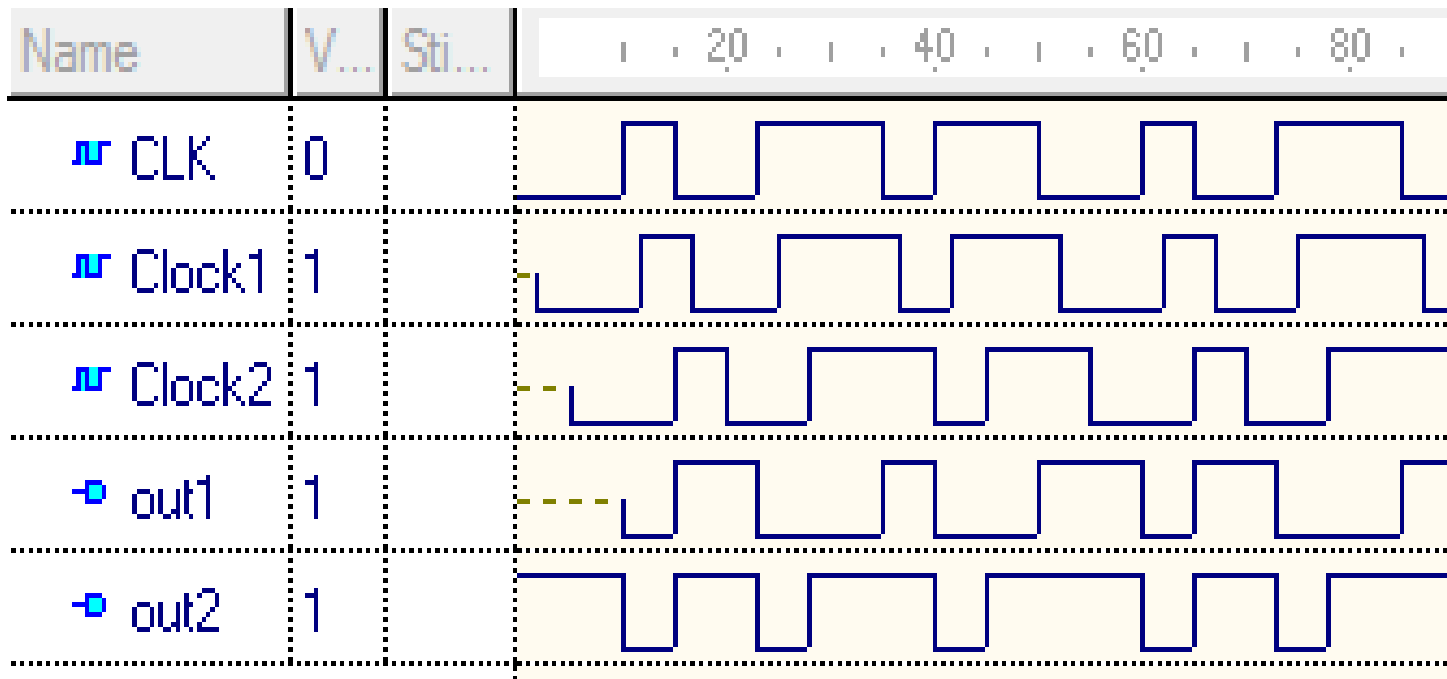 Name V... Sti... 20 40 60 80
CLK 0
Clock1 1
Clock2 1
out1 1
out2 1